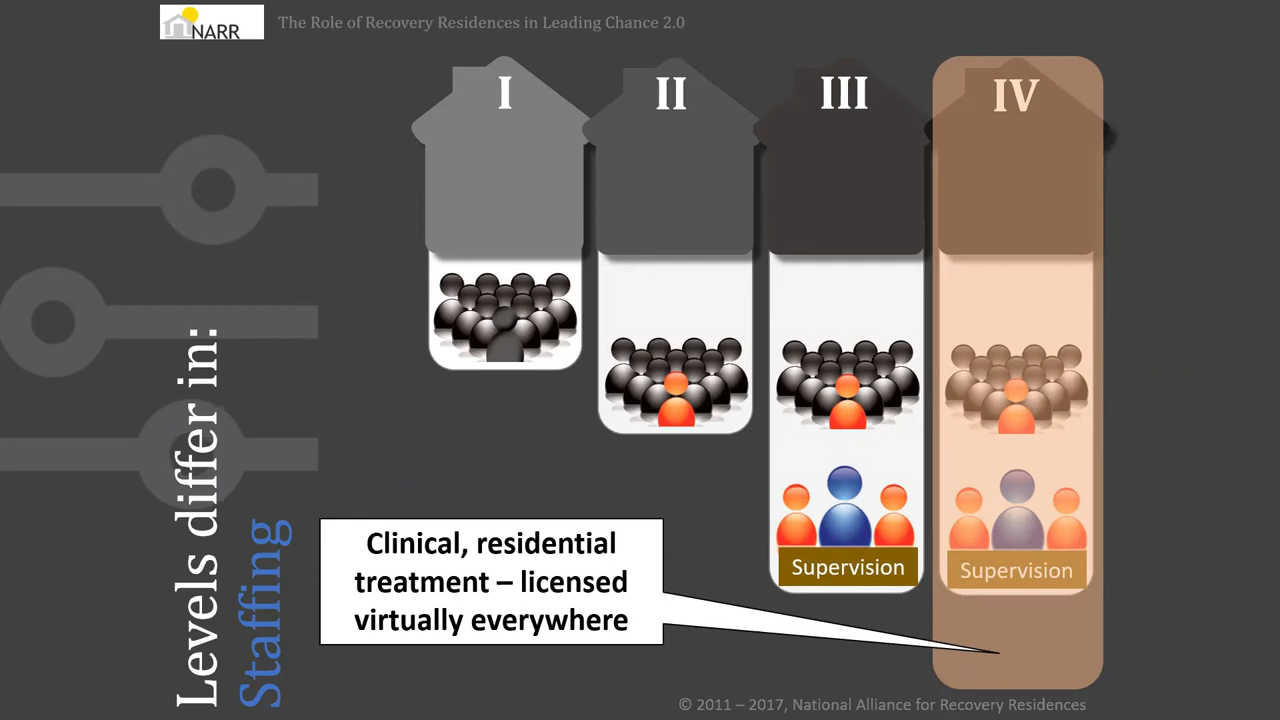 NARR
The Role of Recovery Residences in Leading Chance 2.0
I
II
III
IV
Levels differ in:
Staffing
Supervision
Supervision
Clinical, residential
treatment – licensed
virtually everywhere
© 2011 – 2017, National Alliance for Recovery Residences